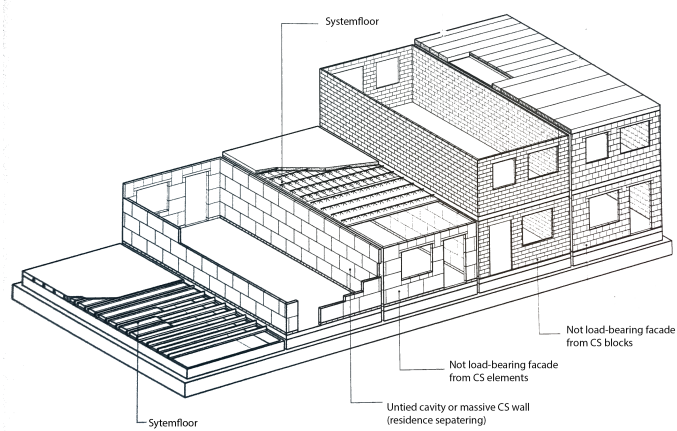 Systemfloor
Not load-bearing facade
from CS blocks
Not load-bearing facade
from CS elements
Untied cavity or massive CS wall
(residence sepatering)
Sytemfloor